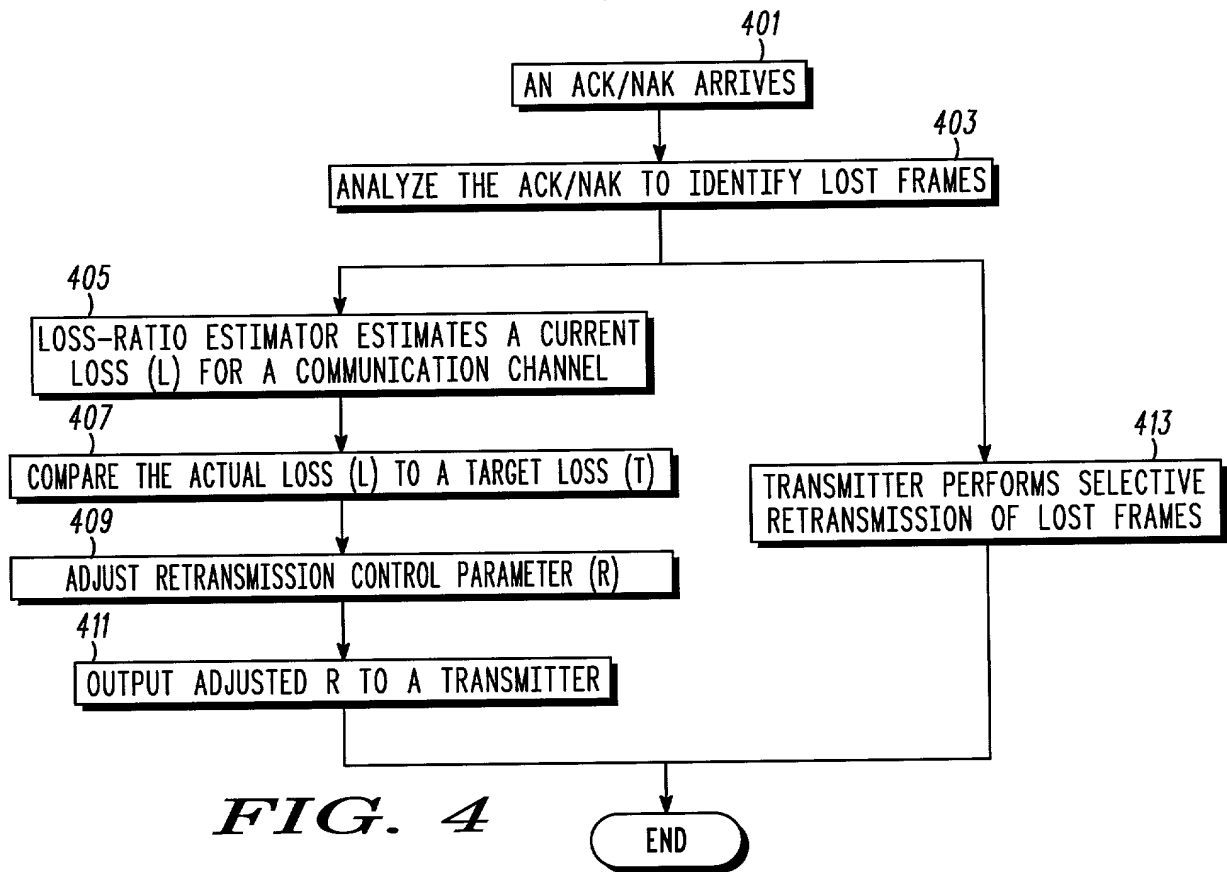 401
AN ACK/NAK ARRIVES
403
ANALYZE THE ACK/NAK TO IDENTIFY LOST FRAMES
405
LOSS-RATIO ESTIMATOR ESTIMATES A CURRENT
LOSS (L) FOR A COMMUNICATION CHANNEL
407
COMPARE THE ACTUAL LOSS (L) TO A TARGET LOSS (T)
409
ADJUST RETRANSMISSION CONTROL PARAMETER (R)
411
OUTPUT ADJUSTED R TO A TRANSMITTER
413
TRANSMITTER PERFORMS SELECTIVE
RETRANSMISSION OF LOST FRAMES
FIG. 4
END